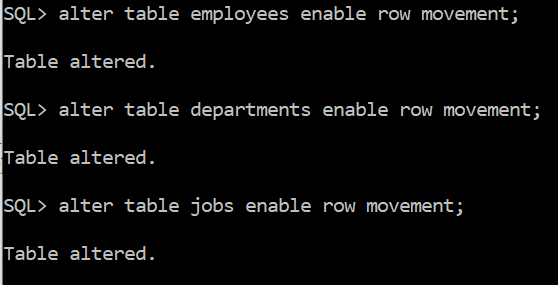 SQL> alter table employees enable row movement;
Table altered.
SQL> alter table departments enable row movement;
Table altered.
SQL> alter table jobs enable row movement;
Table altered.